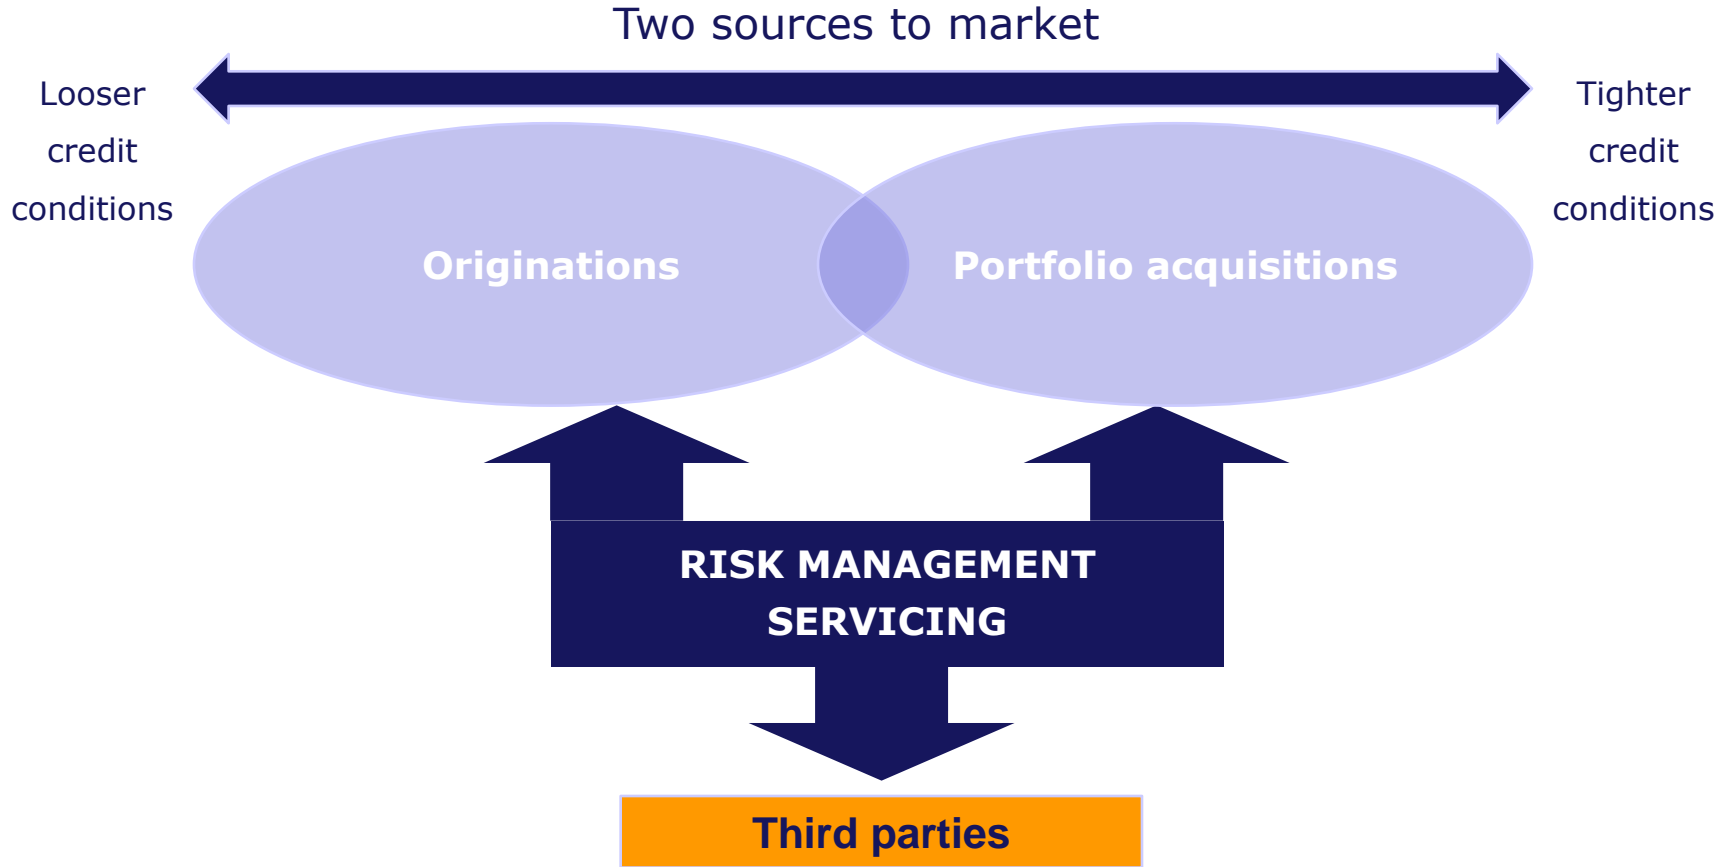 Two sources to market
Looser
credit
conditions
Tighter
credit
conditions
Originations
Portfolio acquisitions
RISK MANAGEMENT
SERVICING
Third parties